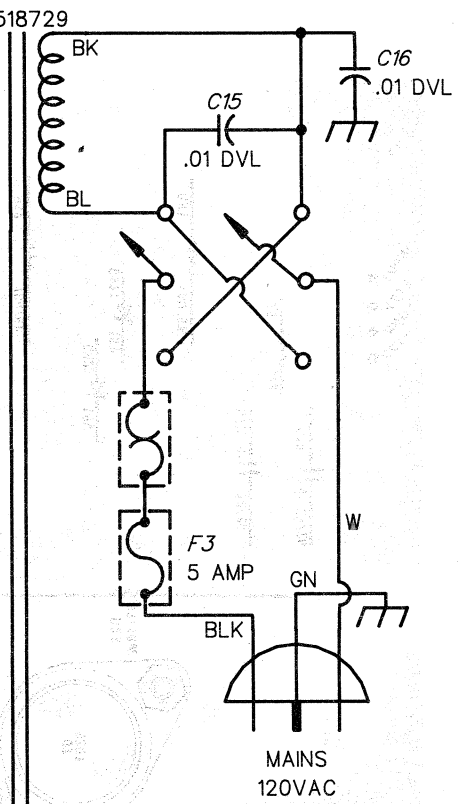 518729
BK
C16
.01 DVL
C15
.01 DVL
BL
W
F3
5 AMP
GN
BLK
MAINS
120VAC